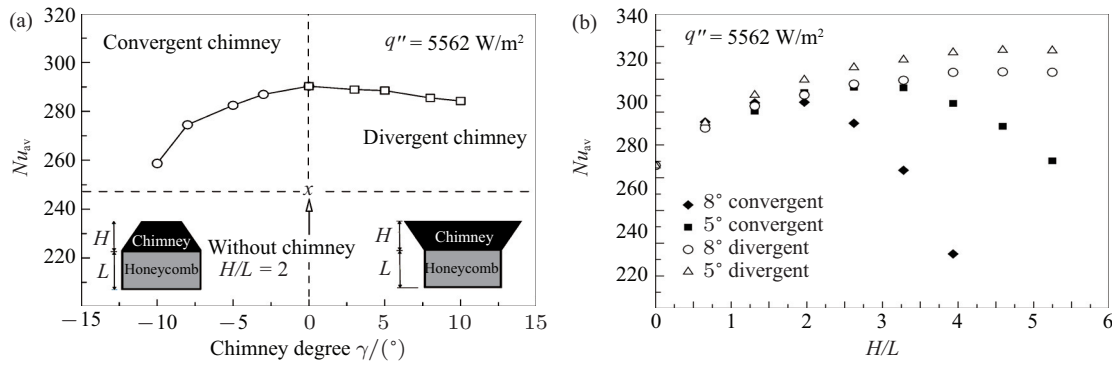 (a)
320
300
280
260
240
220
Nu_av
Convergent chimney
q″ = 5562 W/m²
Divergent chimney
x
Without chimney
H/L = 2
H
L
Chimney
Honeycomb
H
L
Chimney
Honeycomb
−15 −10 −5 0 5 10 15
Chimney degree γ/(°)
(b)
340
320
300
280
260
240
220
Nu_av
q″ = 5562 W/m²
8° convergent
5° convergent
8° divergent
5° divergent
0 1 2 3 4 5 6
H/L